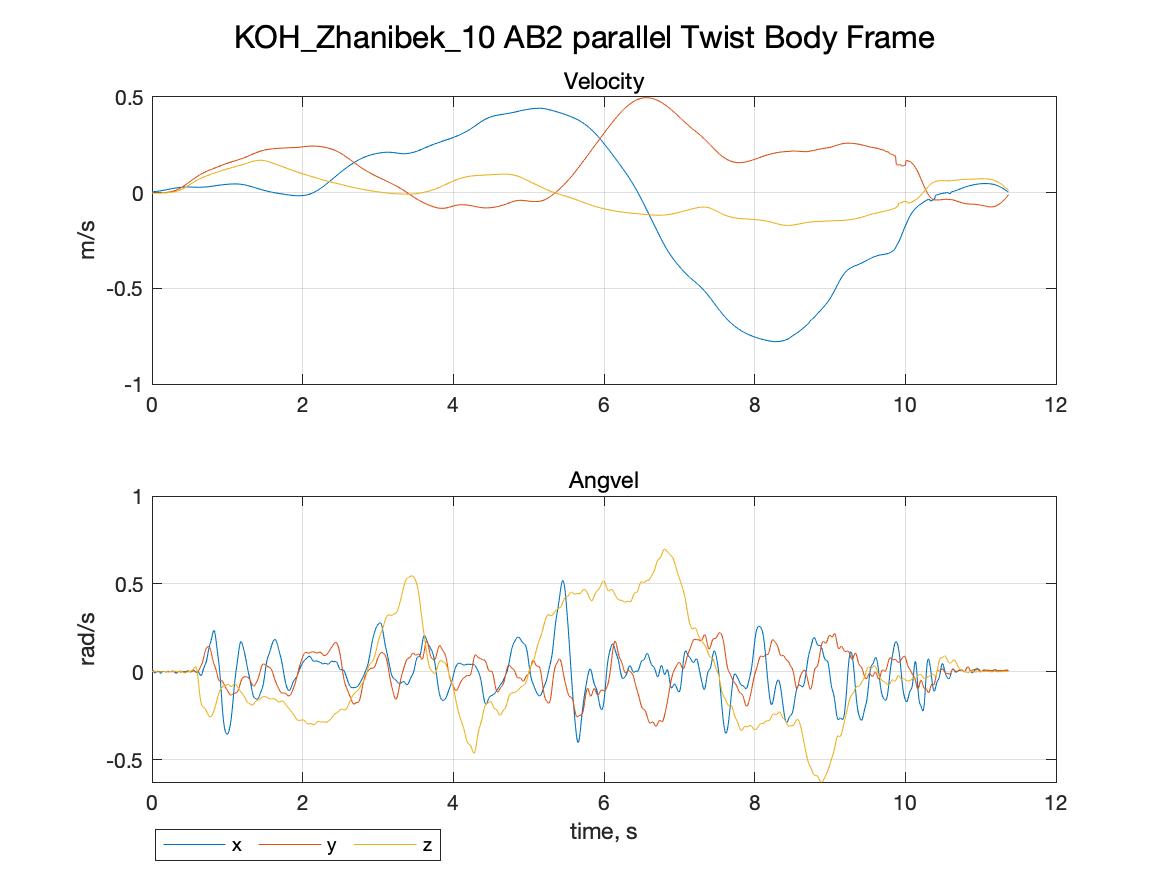 KOH_Zhanibek_10 AB2 parallel Twist Body Frame
Velocity
0.5
0
-0.5
-1
m/s
0 2 4 6 8 10 12
Angvel
1
0.5
0
-0.5
rad/s
0 2 4 6 8 10 12
time, s
x y z